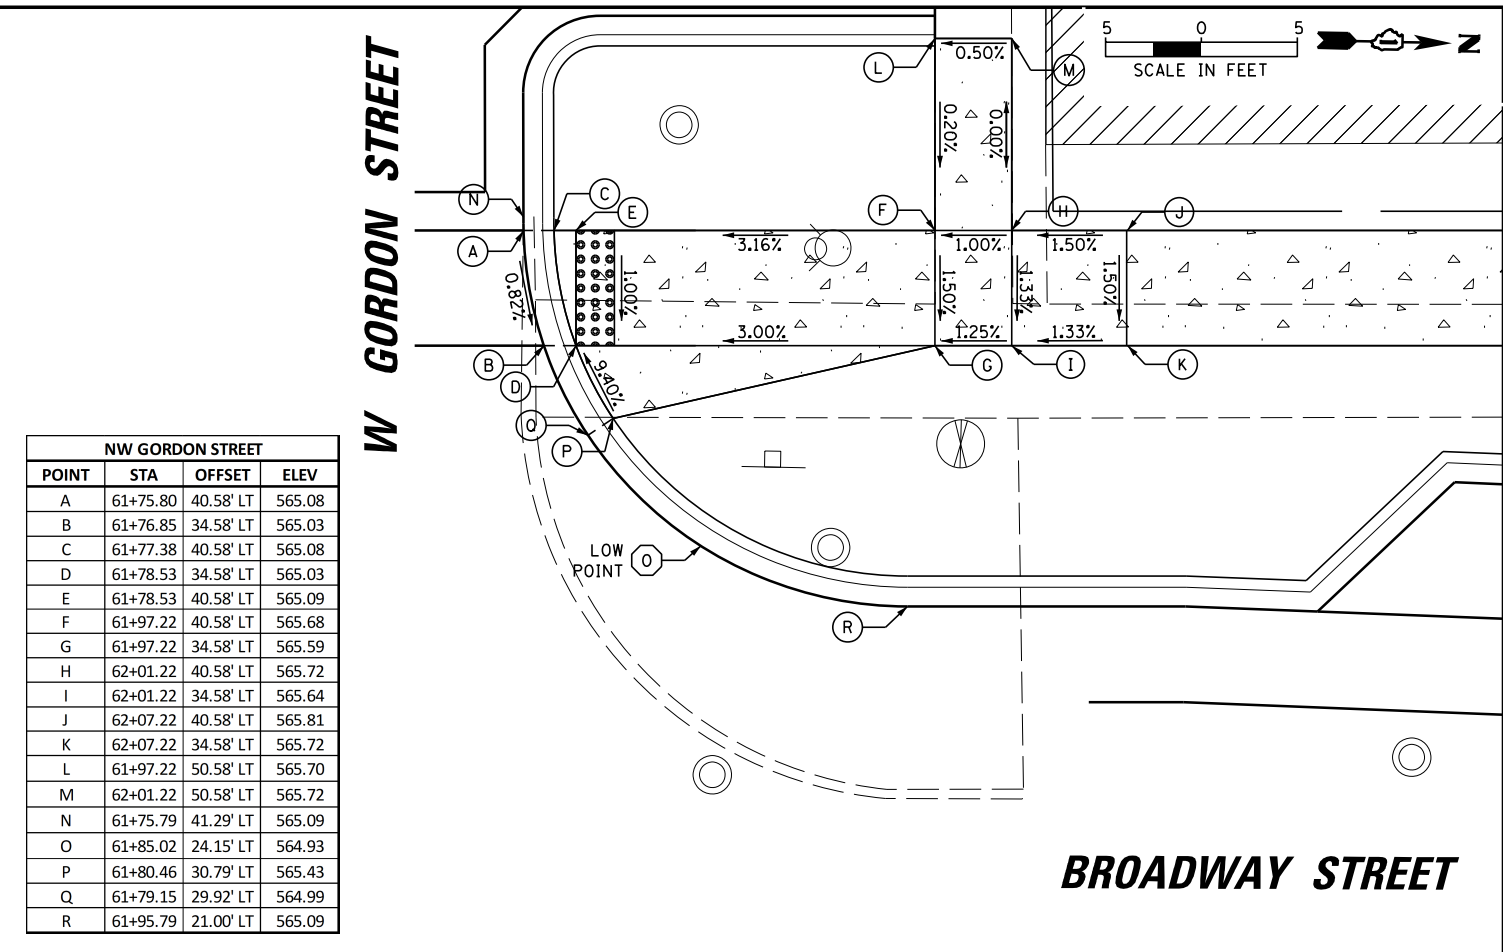 W GORDON STREET
5 0 5
SCALE IN FEET
N
L
0.50%
M
0.20%
0.00%
N
C
E
F
H
J
A
3.16%
1.00%
1.50%
0.82%
1.00%
1.50%
1.33%
1.50%
3.00%
1.25%
1.33%
B
D
G
I
K
9.40%
Q
P
LOW
POINT
O
R
BROADWAY STREET
NW GORDON STREET
POINT STA OFFSET ELEV
A 61+75.80 40.58' LT 565.08
B 61+76.85 34.58' LT 565.03
C 61+77.38 40.58' LT 565.08
D 61+78.53 34.58' LT 565.03
E 61+78.53 40.58' LT 565.09
F 61+97.22 40.58' LT 565.68
G 61+97.22 34.58' LT 565.59
H 62+01.22 40.58' LT 565.72
I 62+01.22 34.58' LT 565.64
J 62+07.22 40.58' LT 565.81
K 62+07.22 34.58' LT 565.72
L 61+97.22 50.58' LT 565.70
M 62+01.22 50.58' LT 565.72
N 61+75.79 41.29' LT 565.09
O 61+85.02 24.15' LT 564.93
P 61+80.46 30.79' LT 565.43
Q 61+79.15 29.92' LT 564.99
R 61+95.79 21.00' LT 565.09